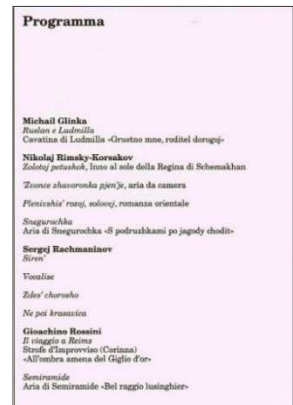 Programma
Michail Glinka
Ruslan e Ludmilla
Cavatina di Ludmilla «Grustno mne, roditel dorogoj»
Nikolaj Rimsky-Korsakov
Zolotoj petushok, Inno al sole della Regina di Schemakhan
'Zvonce zhavoronka pjen'je, aria da camera
Plenivshis' rozoj, solovej, romanza orientale
Snegurochka
Aria di Snegurochka «S podruzhkami po jagody chodit»
Sergej Rachmaninov
Siren'
Vocalise
Zdes' chorosho
Ne poi krasavica
Gioachino Rossini
Il viaggio a Reims
Strofe d'Improvviso (Corinna)
«All'ombra amena del Giglio d'or»
Semiramide
Aria di Semiramide «Bel raggio lusinghier»